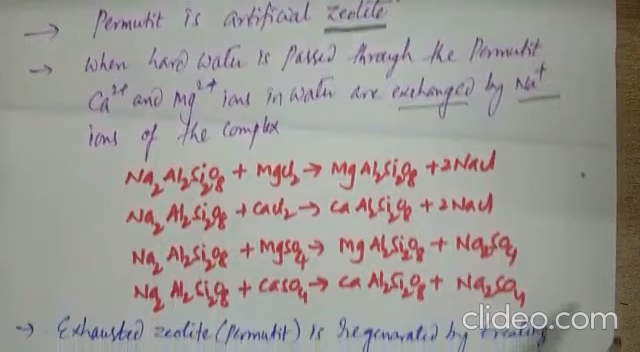 → Permutit is artificial zeolite
→ When hard water is passed through the Permutit
Ca²⁺ and Mg²⁺ ions in water are exchanged by Na⁺
ions of the complex
Na₂Al₂Si₂O₈ + MgCl₂ → MgAl₂Si₂O₈ + 2NaCl
Na₂Al₂Si₂O₈ + CaCl₂ → CaAl₂Si₂O₈ + 2NaCl
Na₂Al₂Si₂O₈ + MgSO₄ → MgAl₂Si₂O₈ + Na₂SO₄
Na₂Al₂Si₂O₈ + CaSO₄ → CaAl₂Si₂O₈ + Na₂SO₄
→ Exhausted zeolite (permutit) is regenarated by treating
clideo.com